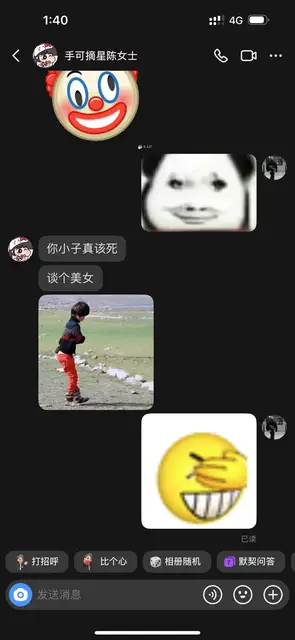 1:40
4G
手可摘星陈女士
你小子真该死
谈个美女
已读
打招呼
比个心
相册随机
默契问答
发送消息